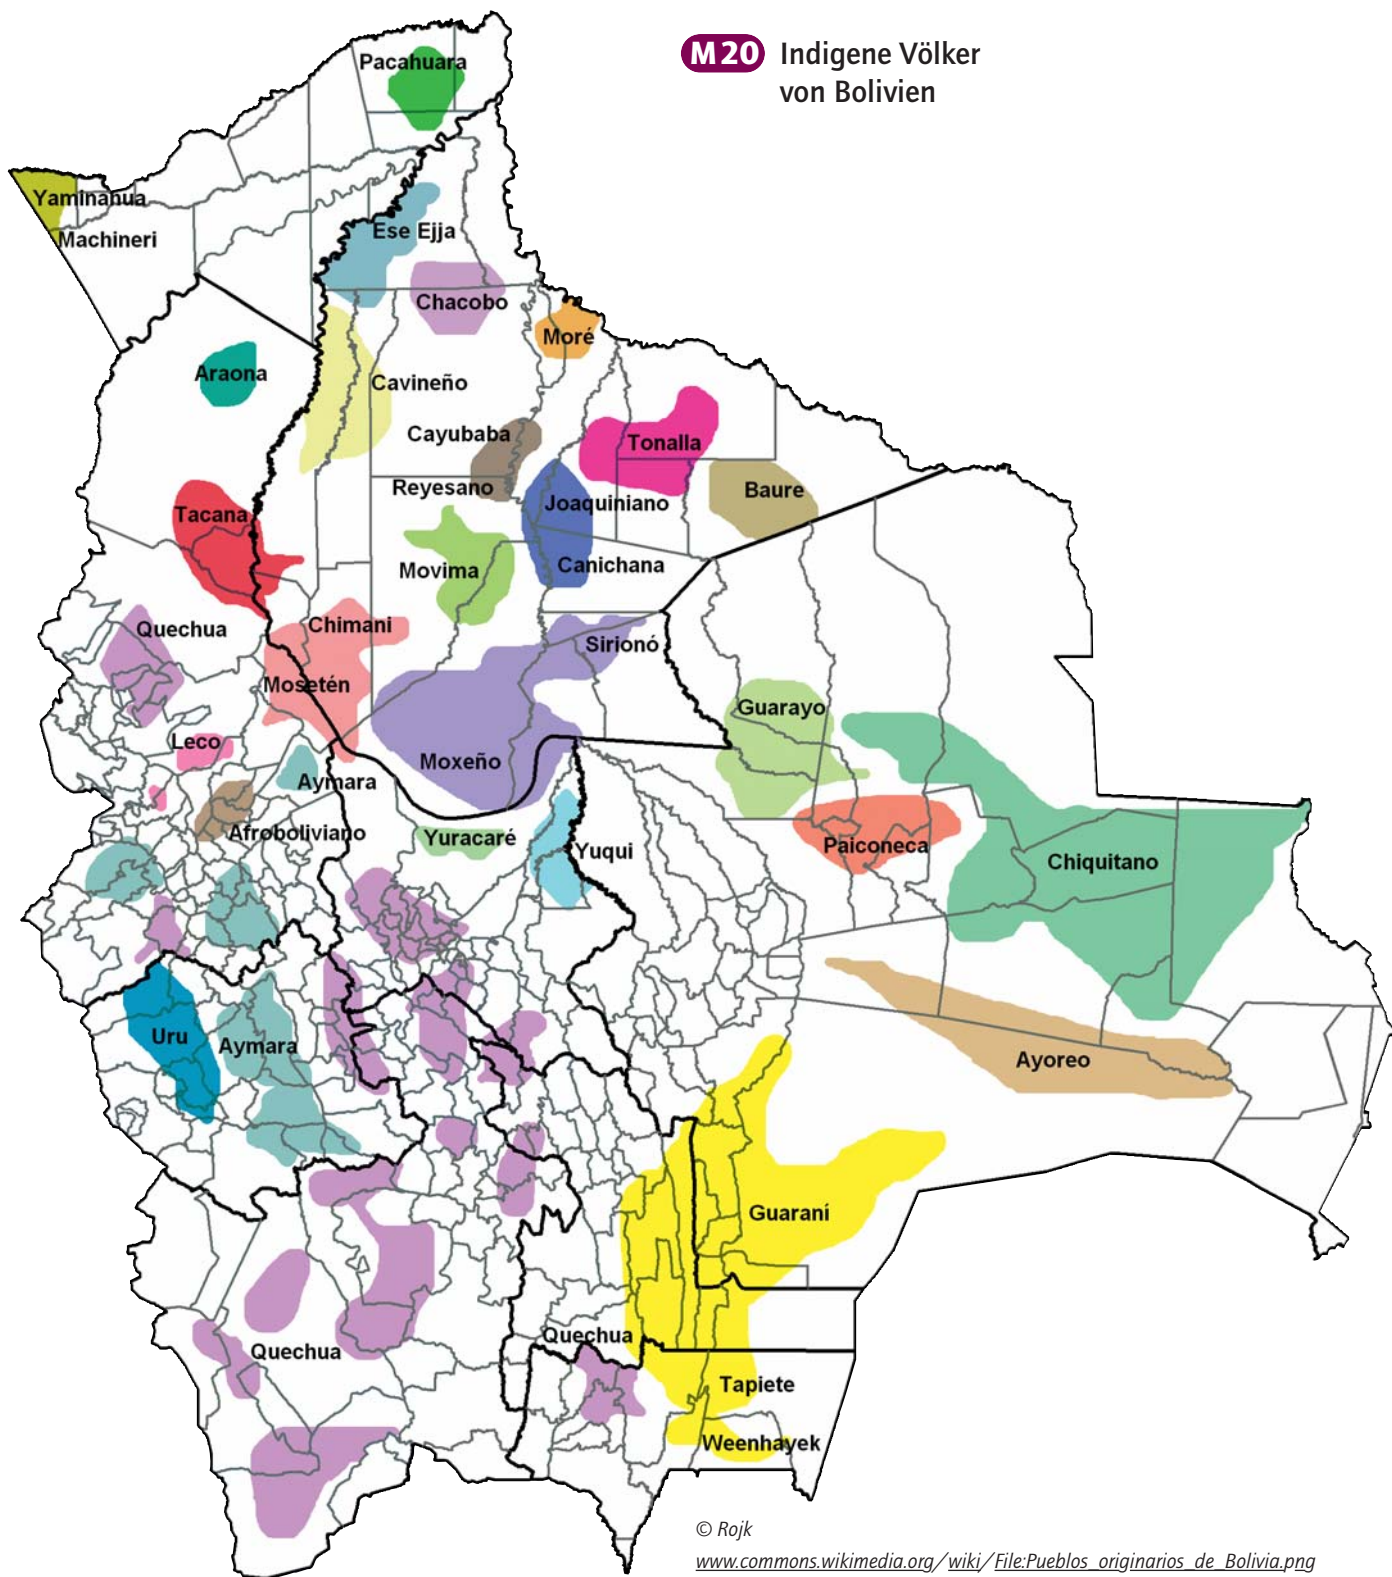 M 20 Indigene Völker
von Bolivien
Pacahuara
Yaminahua
Machineri
Ese Ejja
Chacobo
Moré
Araona
Cavineño
Cayubaba
Tonalla
Reyesano
Joaquiniano
Baure
Tacana
Movima
Canichana
Quechua
Chimani
Sirionó
Mosetén
Guarayo
Leco
Moxeño
Aymara
Afroboliviano
Yuracaré
Yuqui
Paiconeca
Chiquitano
Uru
Aymara
Ayoreo
Guaraní
Quechua
Quechua
Tapiete
Weenhayek
© Rojk
www.commons.wikimedia.org/wiki/File:Pueblos_originarios_de_Bolivia.png